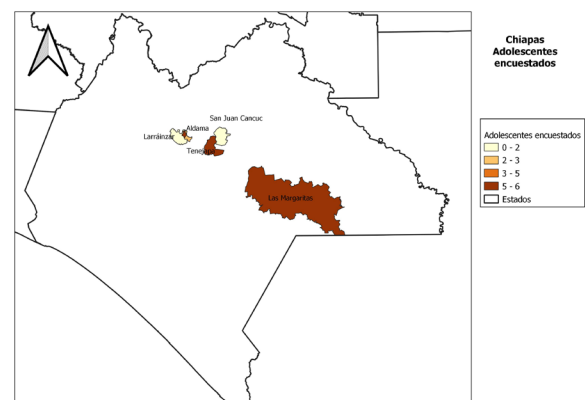 Chiapas
Adolescentes
encuestados
San Juan Cancuc
Aldama
Larráinzar
Tenejapa
Las Margaritas
Adolescentes encuestados
0 - 2
2 - 3
3 - 5
5 - 6
Estados